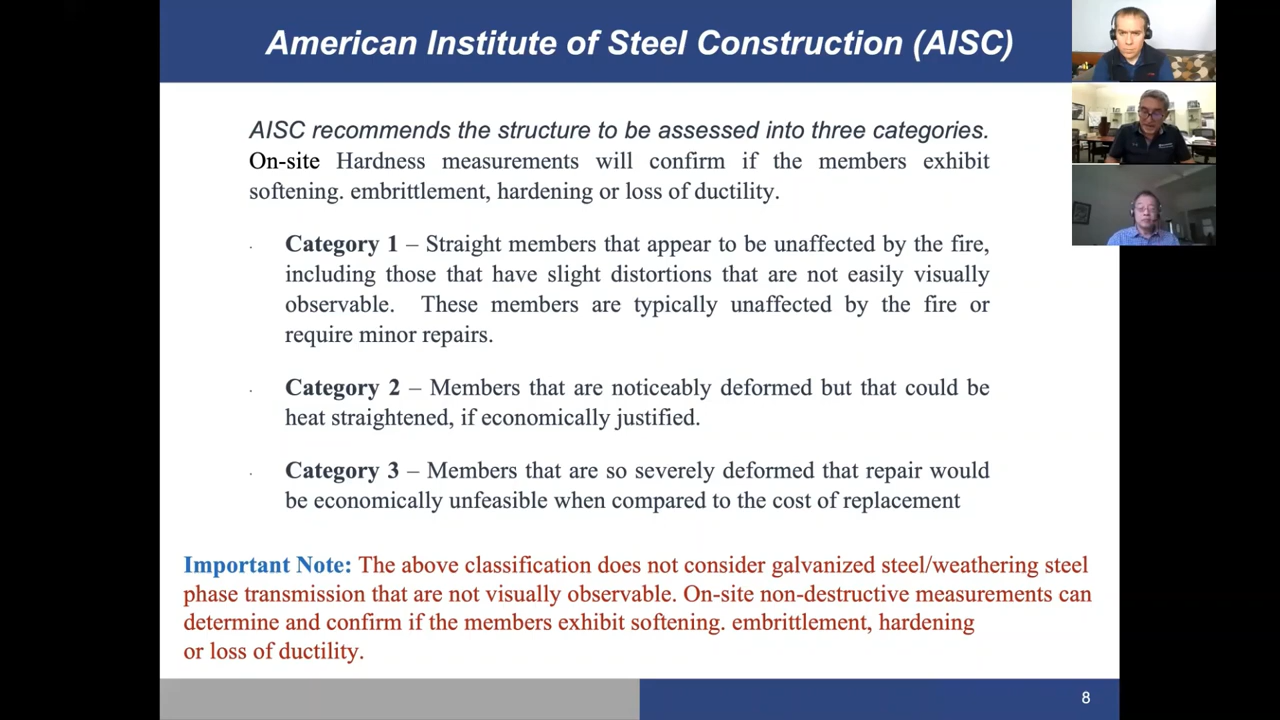 American Institute of Steel Construction (AISC)
AISC recommends the structure to be assessed into three categories.
On-site Hardness measurements will confirm if the members exhibit
softening. embrittlement, hardening or loss of ductility.
Category 1 – Straight members that appear to be unaffected by the fire,
including those that have slight distortions that are not easily visually
observable. These members are typically unaffected by the fire or
require minor repairs.
Category 2 – Members that are noticeably deformed but that could be
heat straightened, if economically justified.
Category 3 – Members that are so severely deformed that repair would
be economically unfeasible when compared to the cost of replacement
Important Note: The above classification does not consider galvanized steel/weathering steel
phase transmission that are not visually observable. On-site non-destructive measurements can
determine and confirm if the members exhibit softening. embrittlement, hardening
or loss of ductility.
8